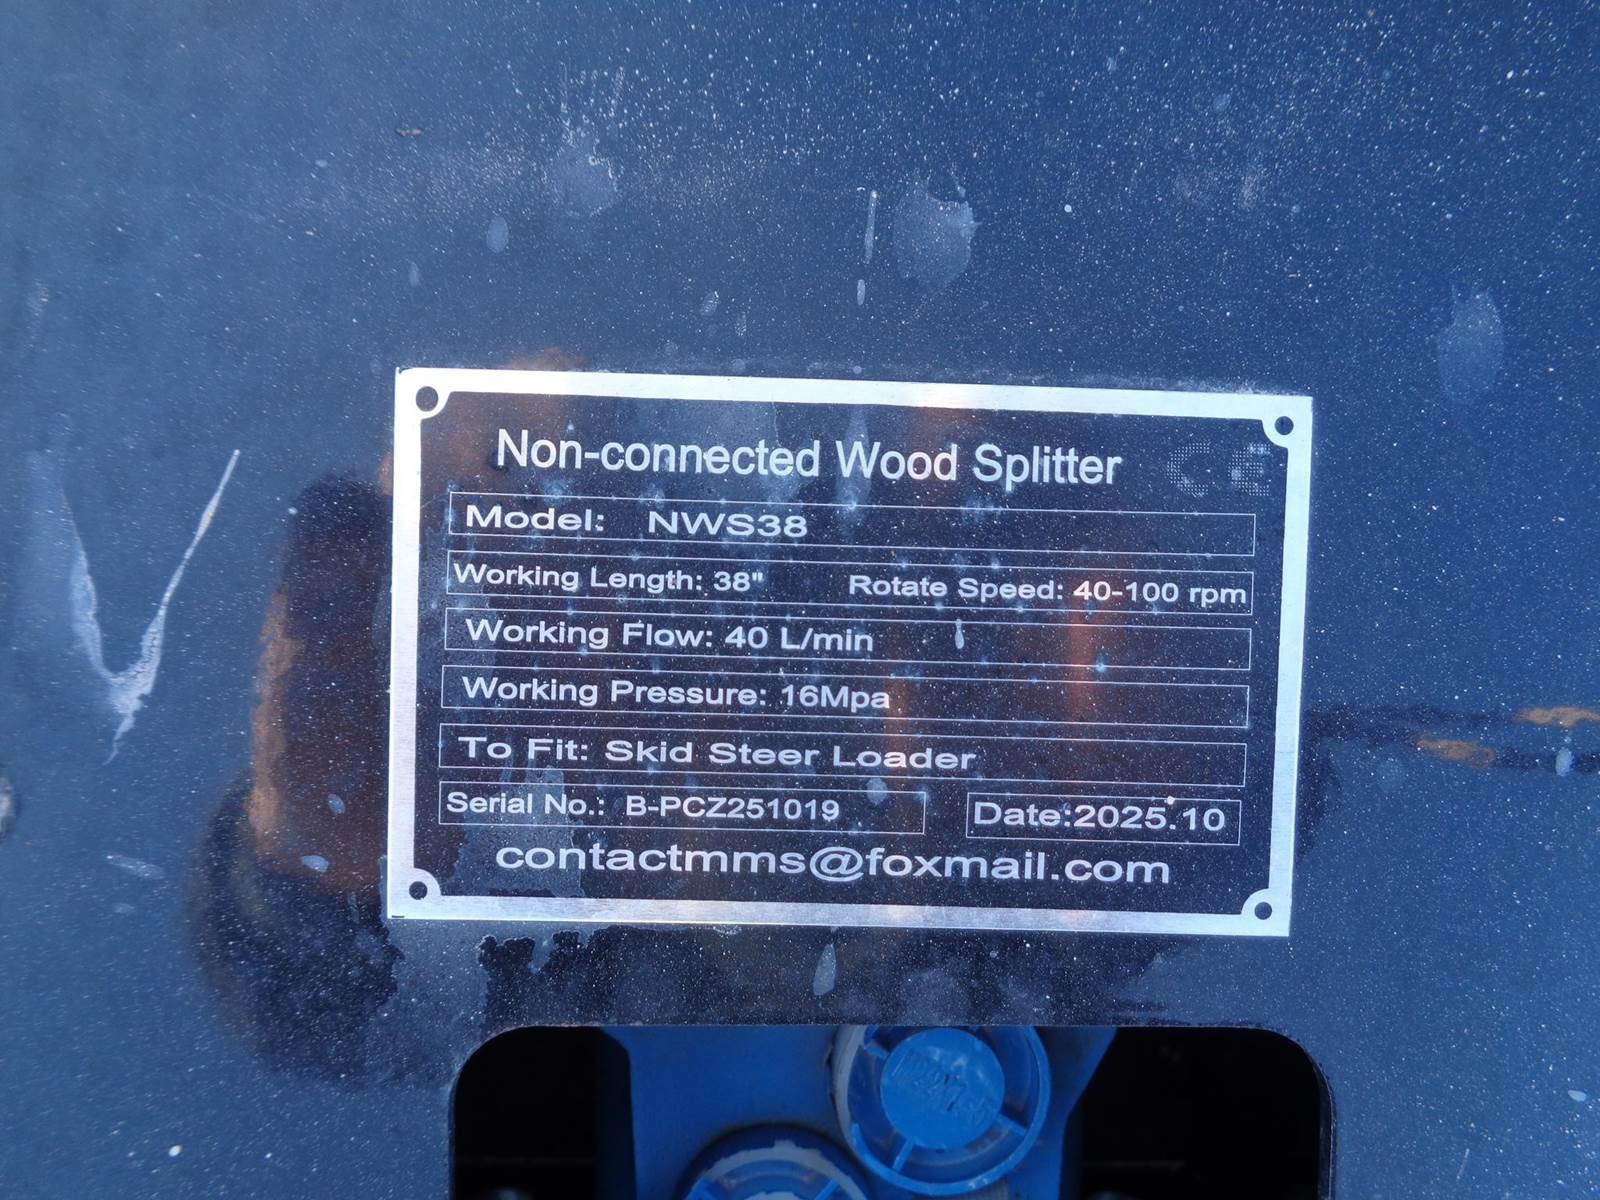 Non-connected Wood Splitter CE
Model: NWS38
Working Length: 38" Rotate Speed: 40-100 rpm
Working Flow: 40 L/min
Working Pressure: 16Mpa
To Fit: Skid Steer Loader
Serial No.: B-PCZ251019 Date:2025.10
contactmms@foxmail.com